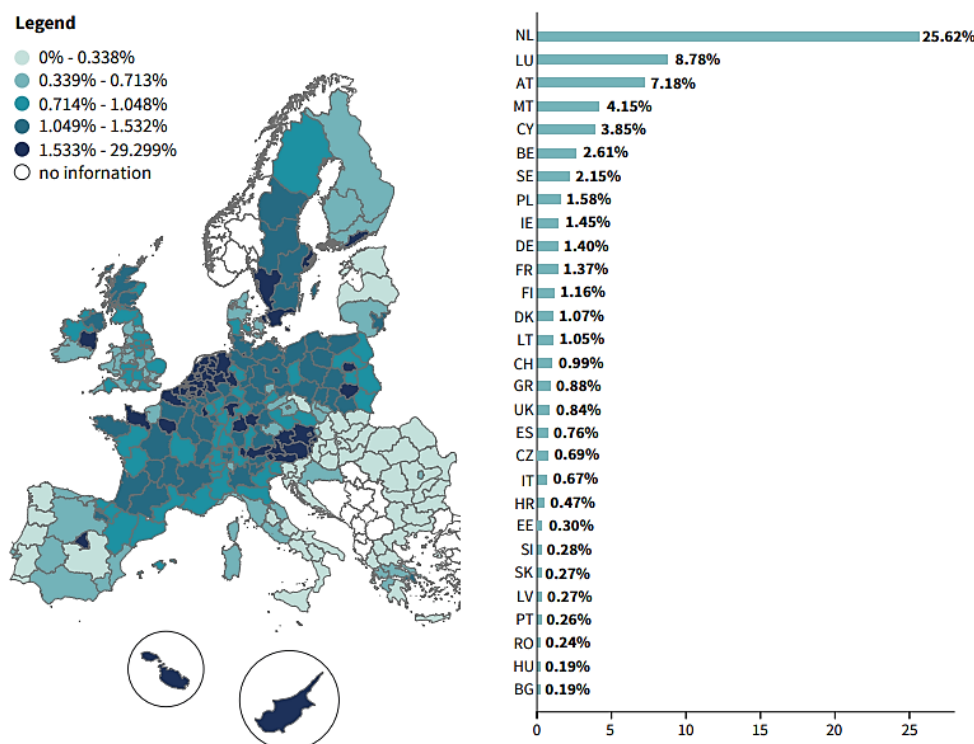 Legend
0% - 0.338%
0.339% - 0.713%
0.714% - 1.048%
1.049% - 1.532%
1.533% - 29.299%
no infornation
NL 25.62%
LU 8.78%
AT 7.18%
MT 4.15%
CY 3.85%
BE 2.61%
SE 2.15%
PL 1.58%
IE 1.45%
DE 1.40%
FR 1.37%
FI 1.16%
DK 1.07%
LT 1.05%
CH 0.99%
GR 0.88%
UK 0.84%
ES 0.76%
CZ 0.69%
IT 0.67%
HR 0.47%
EE 0.30%
SI 0.28%
SK 0.27%
LV 0.27%
PT 0.26%
RO 0.24%
HU 0.19%
BG 0.19%
0 5 10 15 20 25